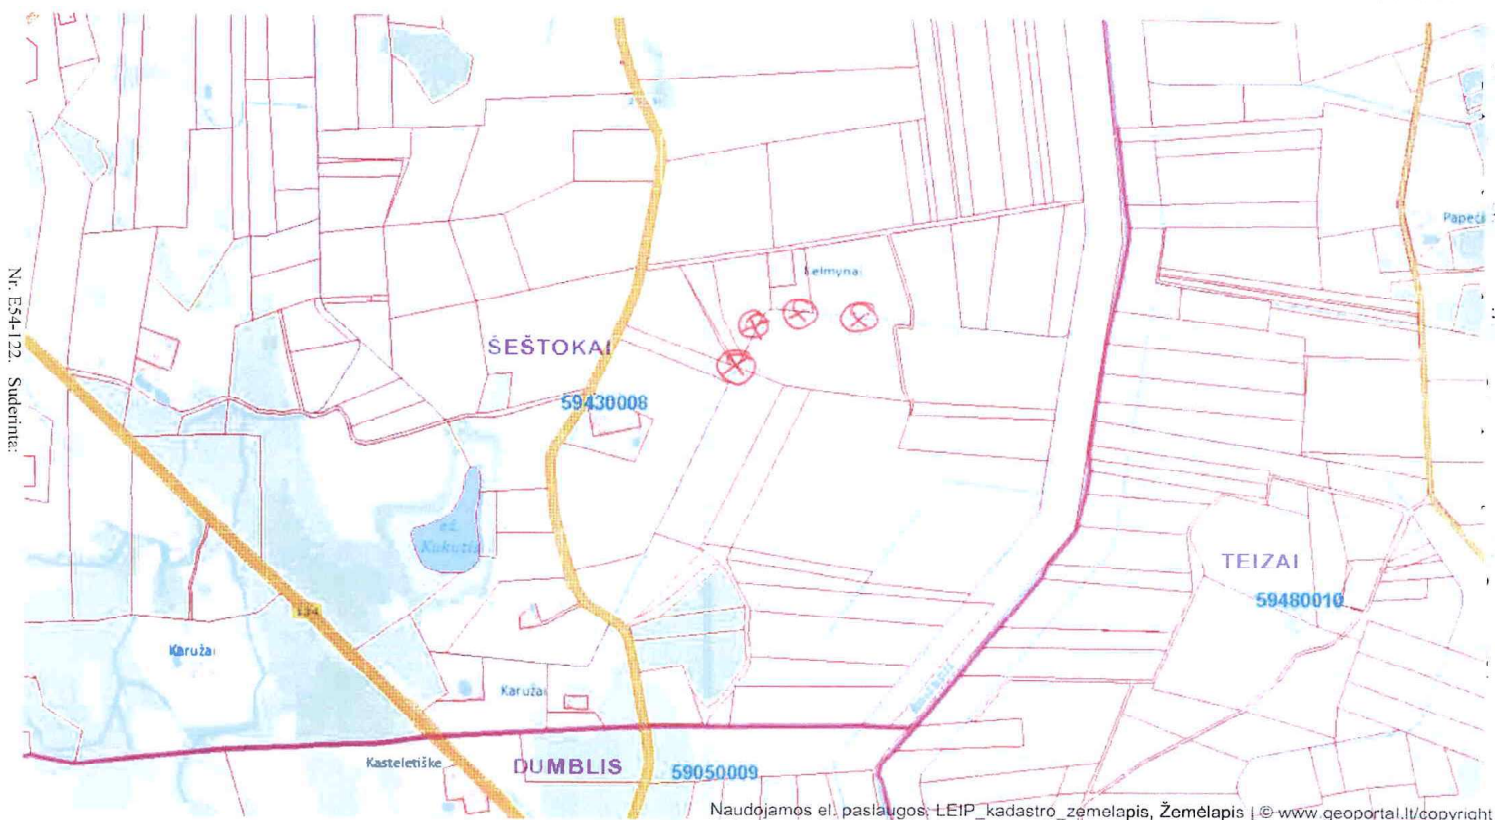 Papeči
Kelmynai
ŠEŠTOKAI
59430008
ež.
Kukutis
TEIZAI
59480010
134
Karužai
Karužai
Kasteletiškė
DUMBLIS
59050009
Nr. E54-122. Suderinta:
Naudojamos el. paslaugos: LEIP_kadastro_zemelapis, Žemėlapis | © www.geoportal.lt/copyright